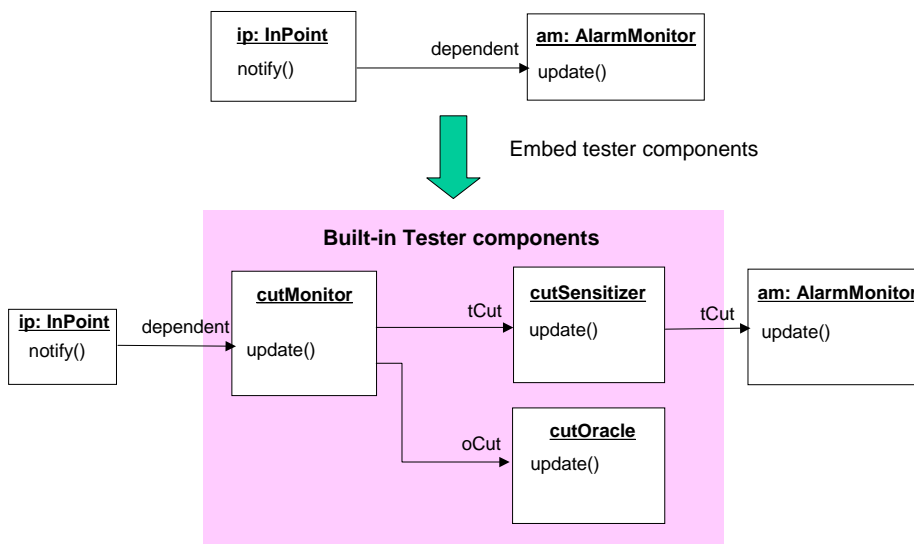 ip: InPoint
notify()
dependent
am: AlarmMonitor
update()
Embed tester components
Built-in Tester components
ip: InPoint
notify()
dependent
cutMonitor
update()
tCut
cutSensitizer
update()
tCut
am: AlarmMonitor
update()
oCut
cutOracle
update()